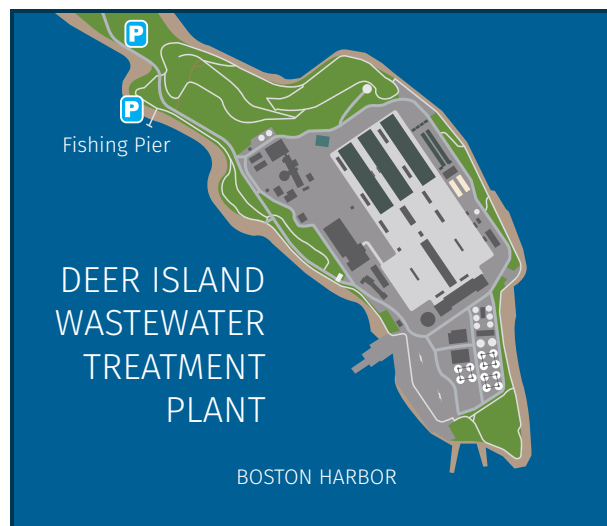 P
P
Fishing Pier
DEER ISLAND
WASTEWATER
TREATMENT
PLANT
BOSTON HARBOR